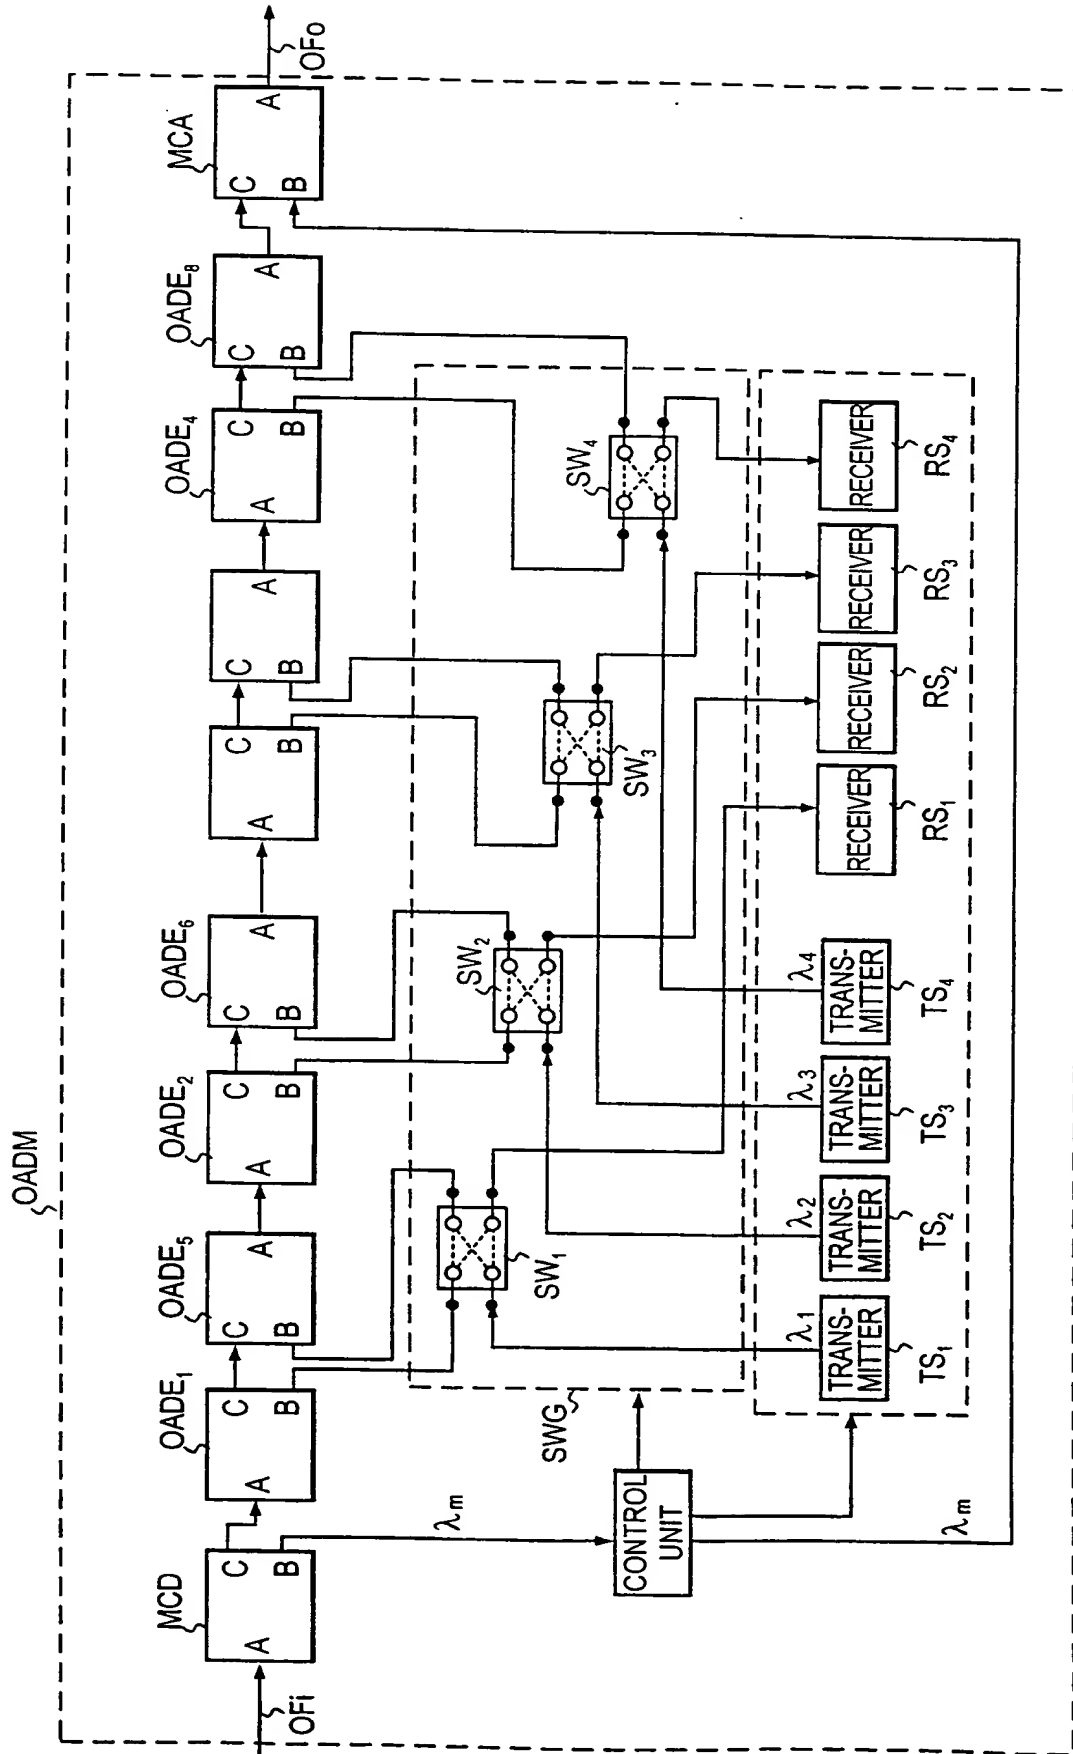 OADM
OFi
MCD
A
C
B
OADE1
A
C
B
OADE5
C
B
A
OADE2
A
C
B
OADE6
C
B
A
A
C
B
C
B
A
OADE4
A
C
B
OADE8
C
B
A
MCA
C
B
A
OFo
λm
SWG
SW1
SW2
SW3
SW4
CONTROL
UNIT
λm
λ1
TRANS-
MITTER
TS1
λ2
TRANS-
MITTER
TS2
λ3
TRANS-
MITTER
TS3
λ4
TRANS-
MITTER
TS4
RECEIVER
RS1
RECEIVER
RS2
RECEIVER
RS3
RECEIVER
RS4